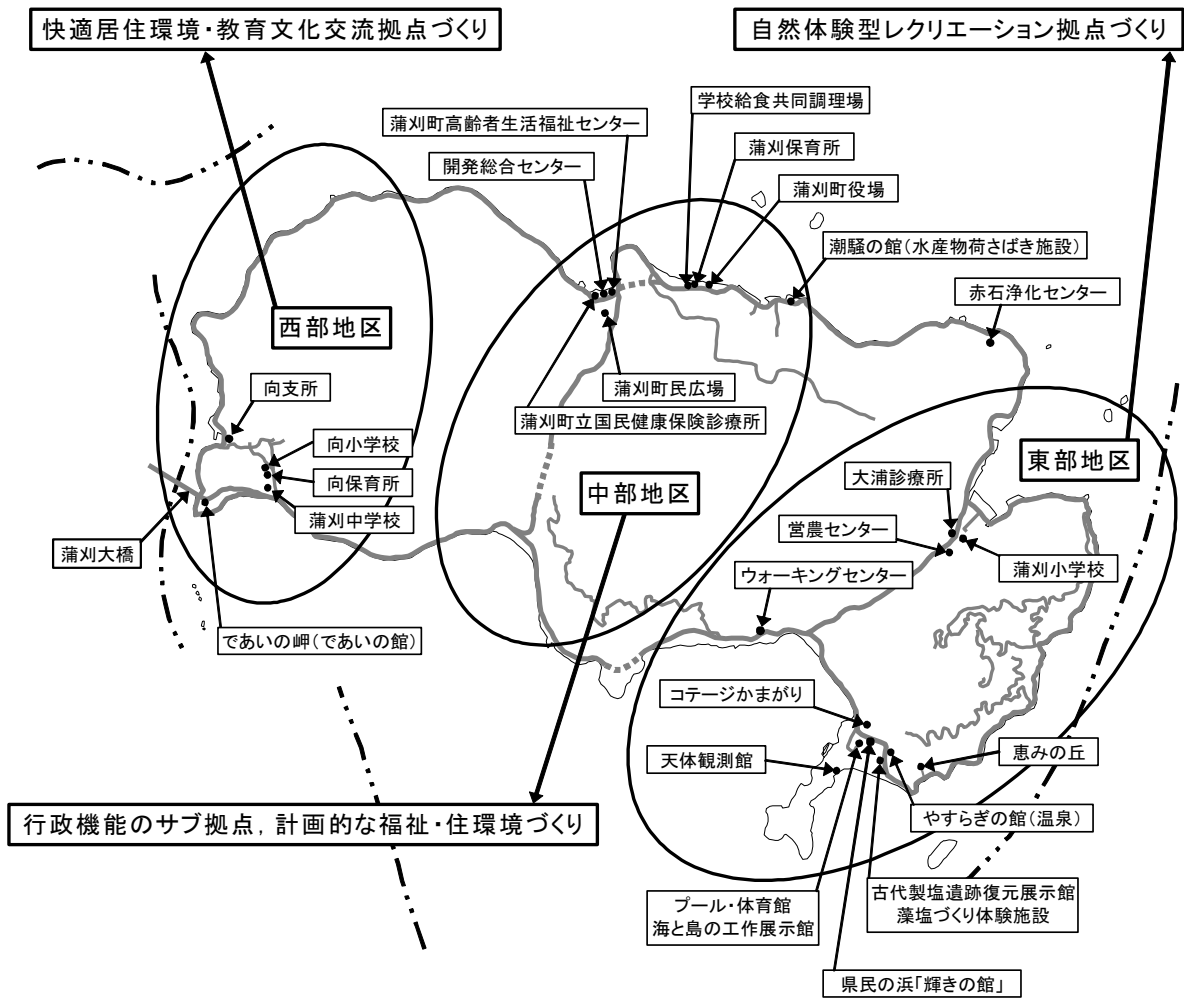 快適居住環境・教育文化交流拠点づくり
自然体験型レクリエーション拠点づくり
学校給食共同調理場
蒲刈町高齢者生活福祉センター
蒲刈保育所
開発総合センター
蒲刈町役場
潮騒の館(水産物荷さばき施設)
赤石浄化センター
西部地区
蒲刈町民広場
向支所
蒲刈町立国民健康保険診療所
向小学校
東部地区
大浦診療所
向保育所
中部地区
蒲刈中学校
営農センター
蒲刈大橋
蒲刈小学校
ウォーキングセンター
であいの岬(であいの館)
コテージかまがり
天体観測館
恵みの丘
行政機能のサブ拠点，計画的な福祉・住環境づくり
やすらぎの館(温泉)
プール・体育館
海と島の工作展示館
古代製塩遺跡復元展示館
藻塩づくり体験施設
県民の浜「輝きの館」